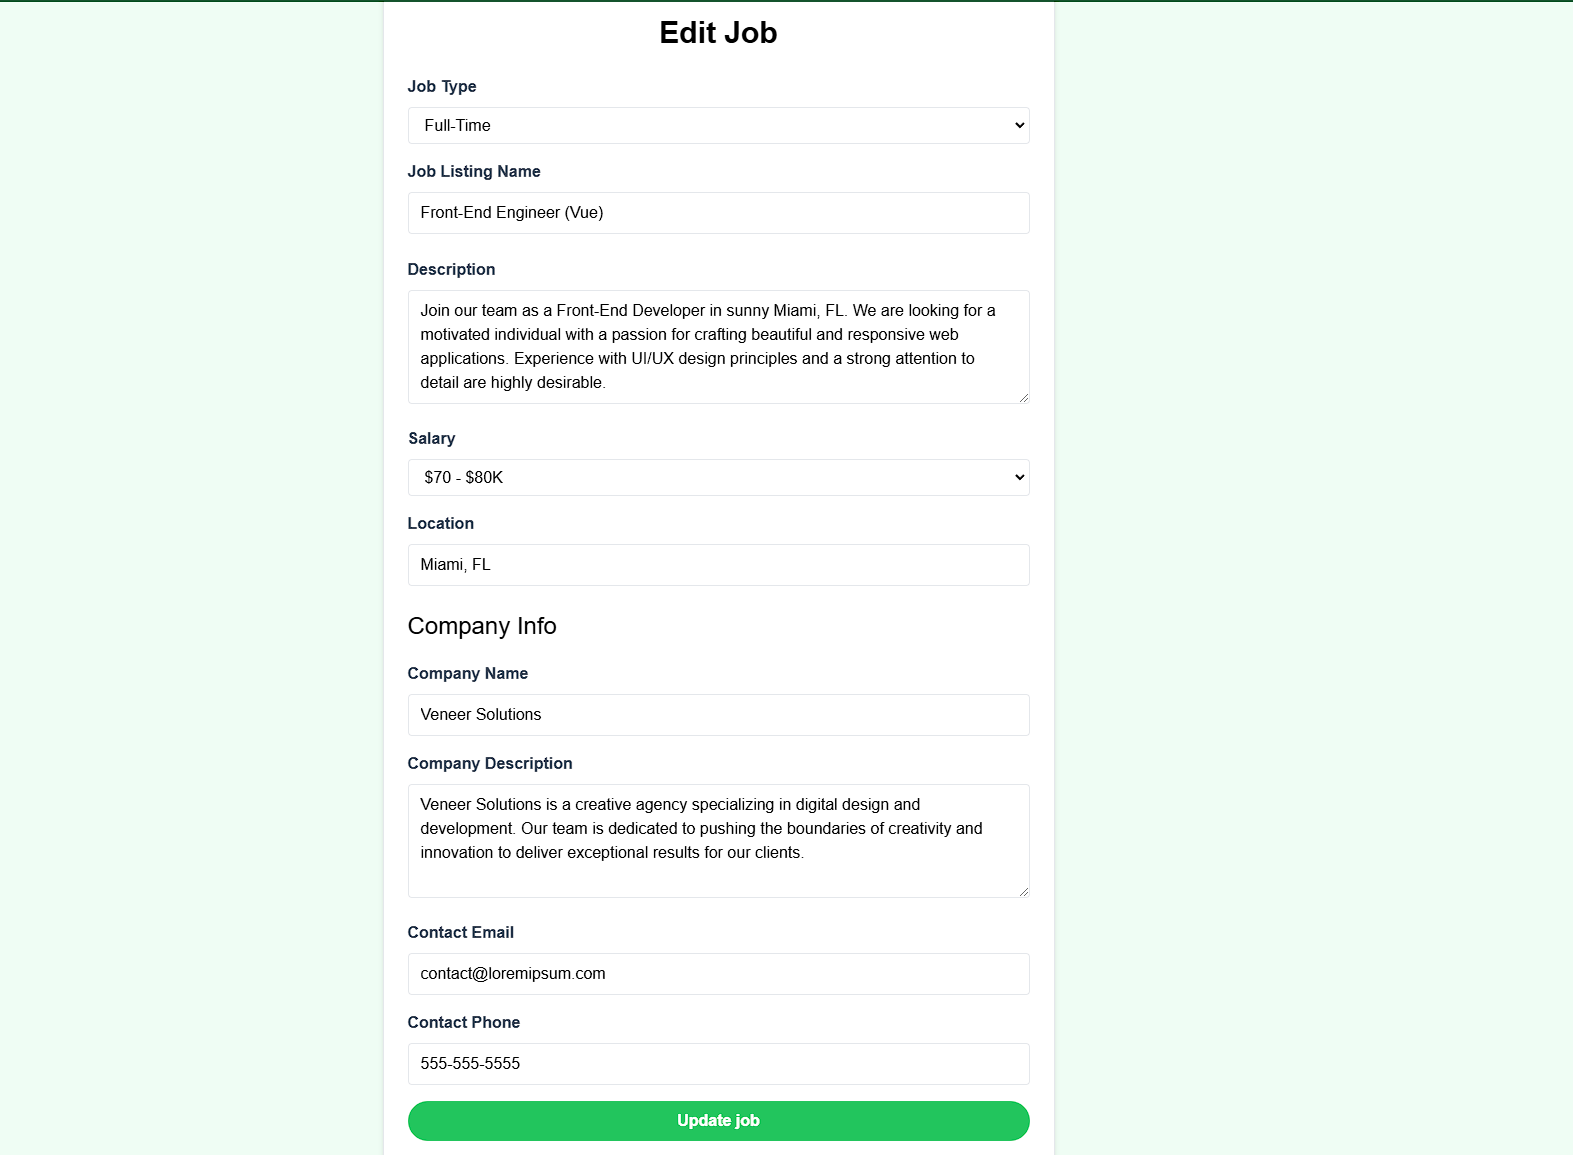 Edit Job
Job Type
Full-Time
Job Listing Name
Front-End Engineer (Vue)
Description
Join our team as a Front-End Developer in sunny Miami, FL. We are looking for a
motivated individual with a passion for crafting beautiful and responsive web
applications. Experience with UI/UX design principles and a strong attention to
detail are highly desirable.
Salary
$70 - $80K
Location
Miami, FL
Company Info
Company Name
Veneer Solutions
Company Description
Veneer Solutions is a creative agency specializing in digital design and
development. Our team is dedicated to pushing the boundaries of creativity and
innovation to deliver exceptional results for our clients.
Contact Email
contact@loremipsum.com
Contact Phone
555-555-5555
Update job